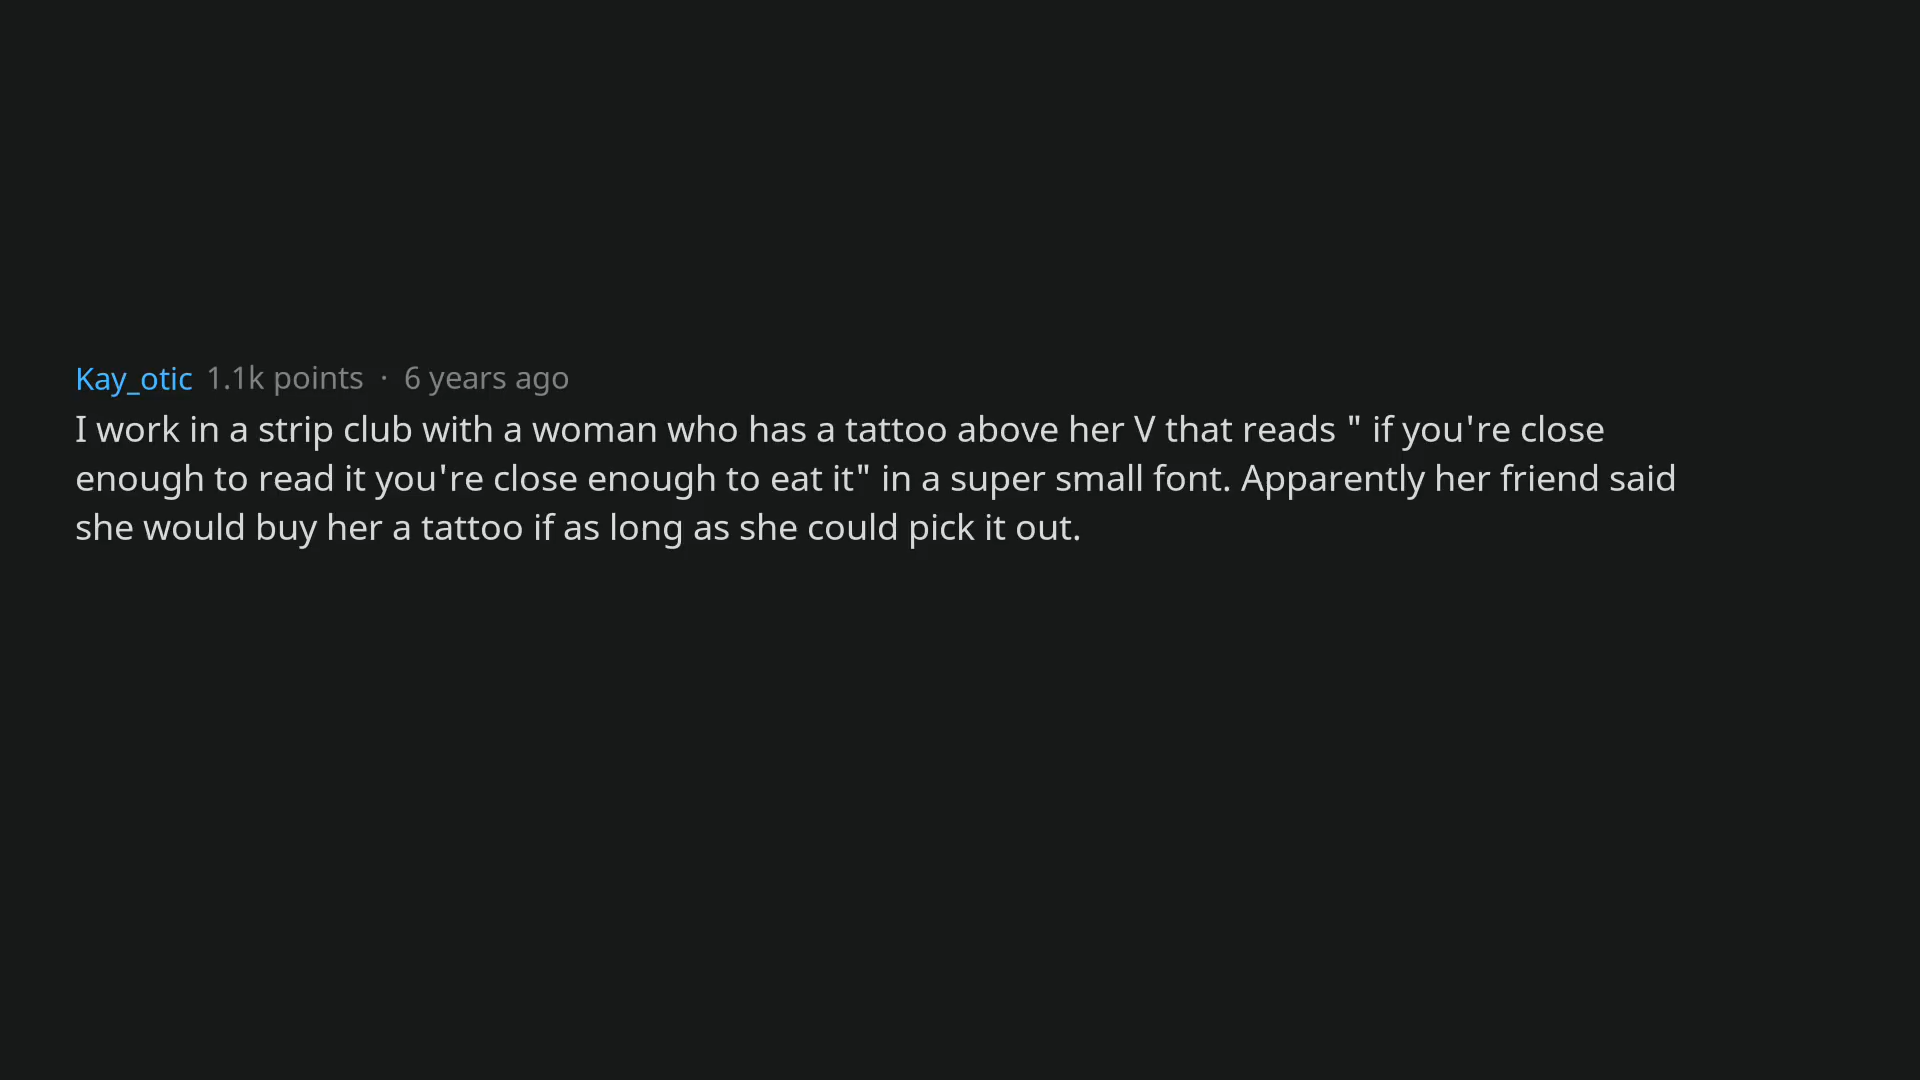 Kay_otic 1.1k points · 6 years ago
I work in a strip club with a woman who has a tattoo above her V that reads " if you're close
enough to read it you're close enough to eat it" in a super small font. Apparently her friend said
she would buy her a tattoo if as long as she could pick it out.